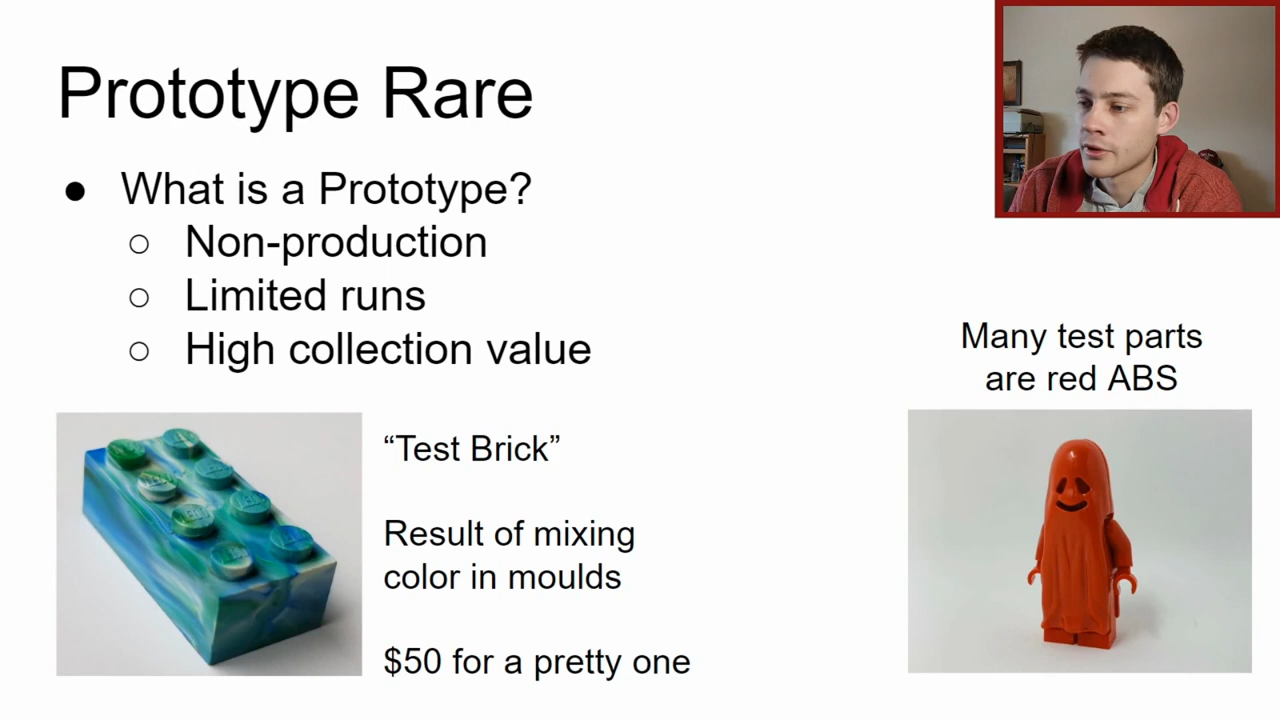 Prototype Rare
● What is a Prototype?
○ Non-production
○ Limited runs
○ High collection value
“Test Brick”
Result of mixing
color in moulds
$50 for a pretty one
Many test parts
are red ABS